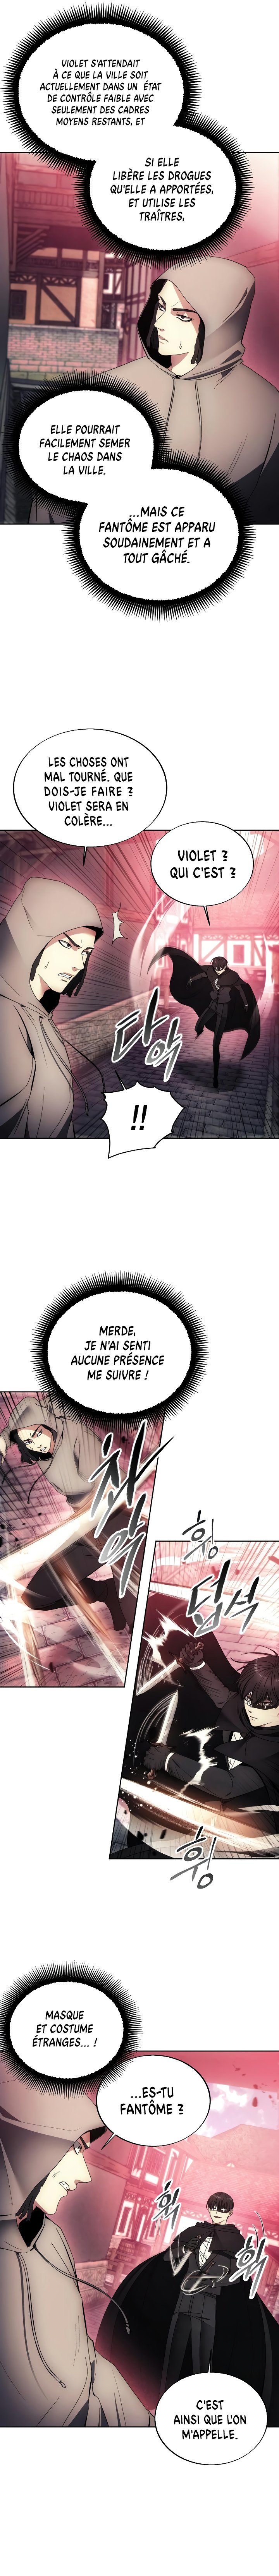 VIOLET S'ATTENDAIT
À CE QUE LA VILLE SOIT
ACTUELLEMENT DANS UN ÉTAT
DE CONTRÔLE FAIBLE AVEC
SEULEMENT DES CADRES
MOYENS RESTANTS, ET
SI ELLE
LIBÈRE LES DROGUES
QU'ELLE A APPORTÉES,
ET UTILISE LES
TRAÎTRES,
ELLE POURRAIT
FACILEMENT SEMER
LE CHAOS DANS
LA VILLE.
...MAIS CE
FANTÔME EST APPARU
SOUDAINEMENT ET A
TOUT GÂCHÉ.
LES CHOSES ONT
MAL TOURNÉ. QUE
DOIS-JE FAIRE ?
VIOLET SERA EN
COLÈRE...
VIOLET ?
QUI C'EST ?
다악
!!
MERDE,
JE N'AI SENTI
AUCUNE PRÉSENCE
ME SUIVRE !
휭
덥석
휭
MASQUE
ET COSTUME
ÉTRANGES... !
...ES-TU
FANTÔME ?
휙
휙
C'EST
AINSI QUE L'ON
M'APPELLE.